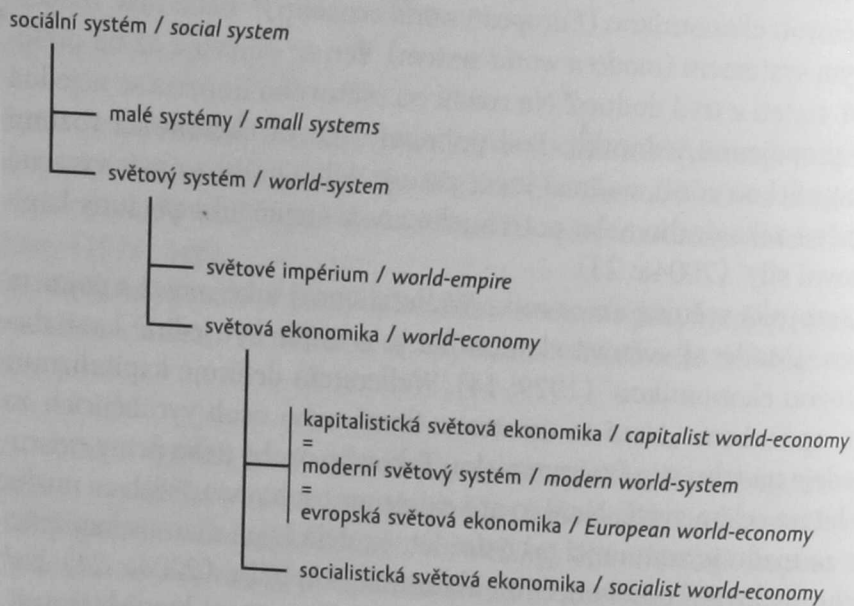 sociální systém / social system
malé systémy / small systems
světový systém / world-system
světové impérium / world-empire
světová ekonomika / world-economy
kapitalistická světová ekonomika / capitalist world-economy
=
moderní světový systém / modern world-system
=
evropská světová ekonomika / European world-economy
socialistická světová ekonomika / socialist world-economy